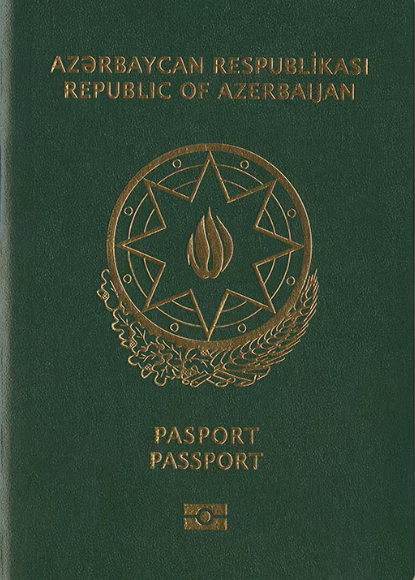 AZƏRBAYCAN RESPUBLİKASI
REPUBLIC OF AZERBAIJAN
PASPORT
PASSPORT